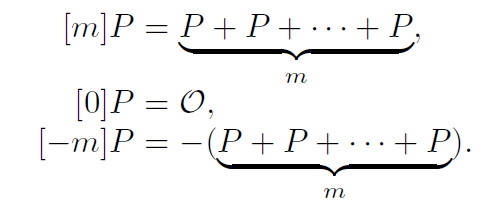 [m]P = P + P + ⋯ + P,
m
[0]P = 𝒪,
[−m]P = −(P + P + ⋯ + P).
m